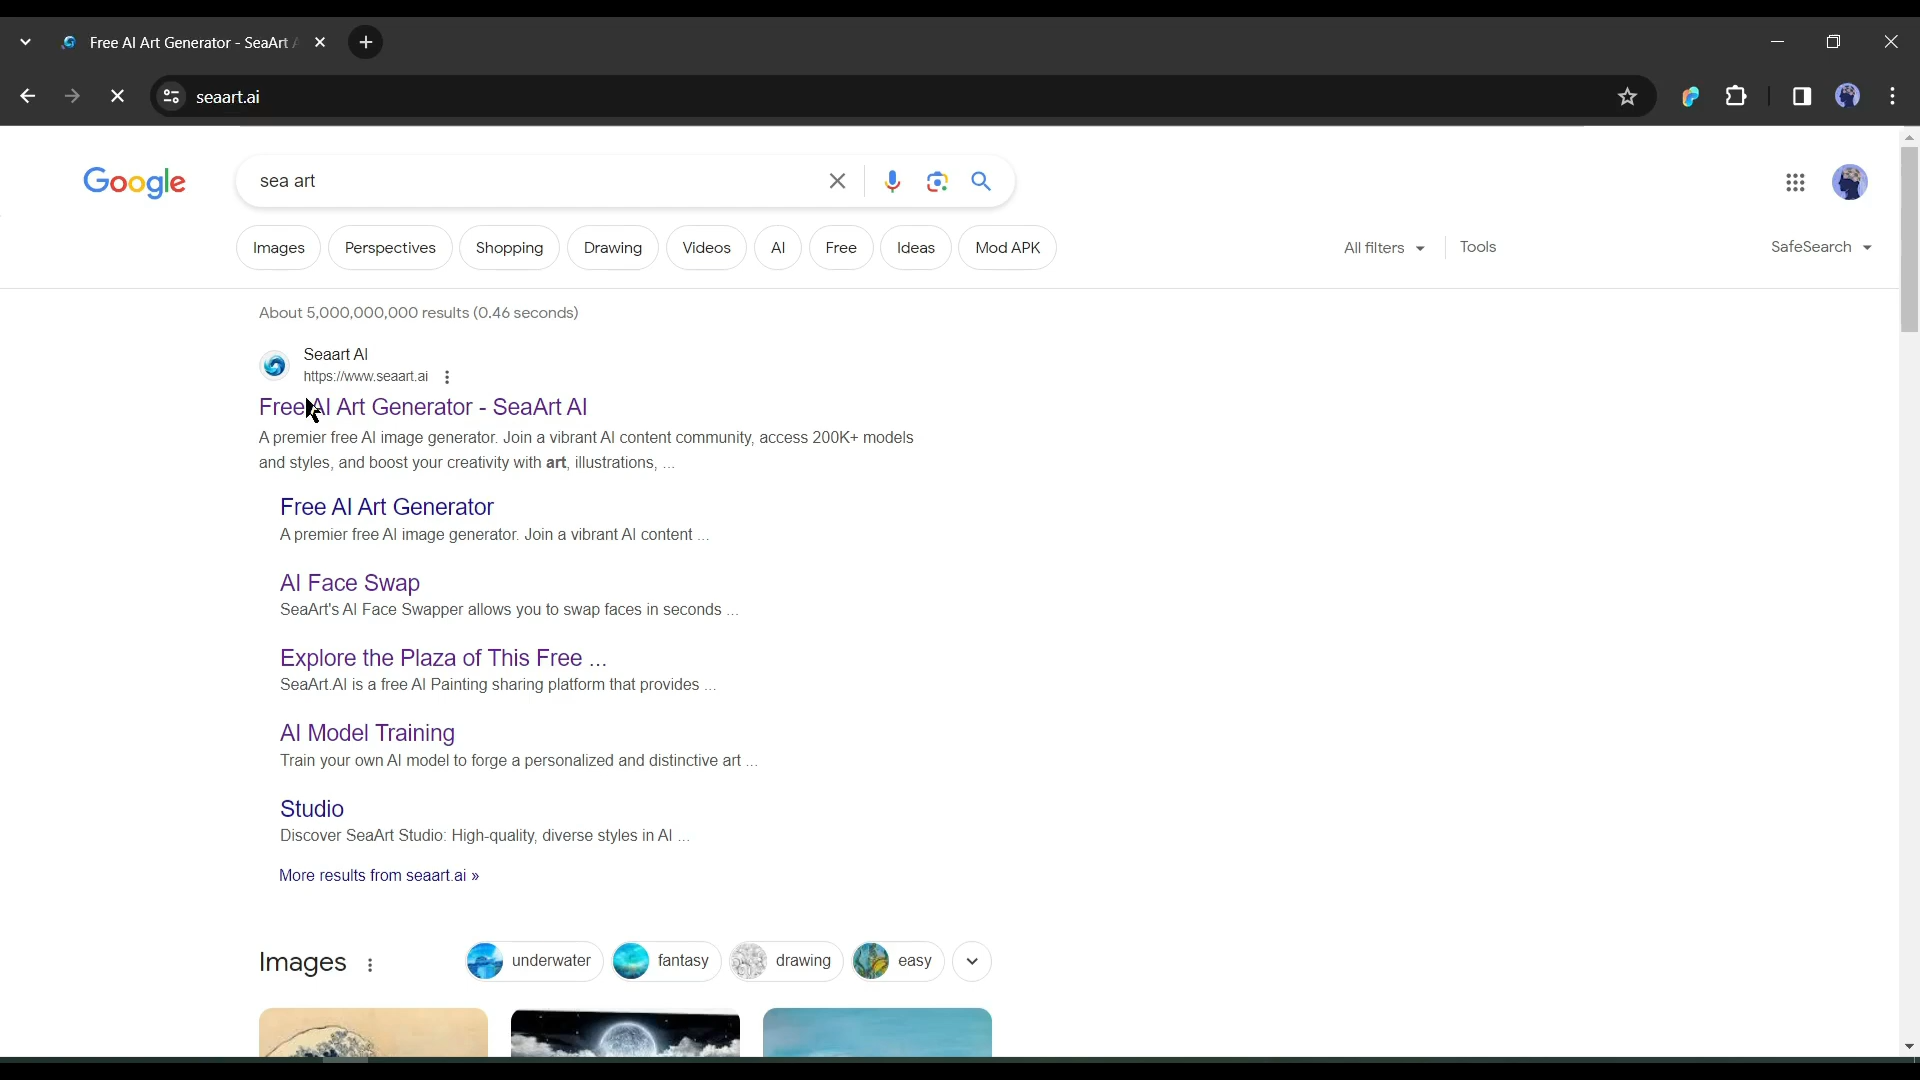 Free AI Art Generator - SeaArt
seaart.ai
Google
sea art
Images Perspectives Shopping Drawing Videos AI Free Ideas Mod APK All filters Tools SafeSearch
About 5,000,000,000 results (0.46 seconds)
Seaart AI
https://www.seaart.ai
Free AI Art Generator - SeaArt AI
A premier free AI image generator. Join a vibrant AI content community, access 200K+ models
and styles, and boost your creativity with art, illustrations, ...
Free AI Art Generator
A premier free AI image generator. Join a vibrant AI content ...
AI Face Swap
SeaArt's AI Face Swapper allows you to swap faces in seconds ...
Explore the Plaza of This Free ...
SeaArt.AI is a free AI Painting sharing platform that provides ...
AI Model Training
Train your own AI model to forge a personalized and distinctive art ...
Studio
Discover SeaArt Studio: High-quality, diverse styles in AI ...
More results from seaart.ai »
Images underwater fantasy drawing easy